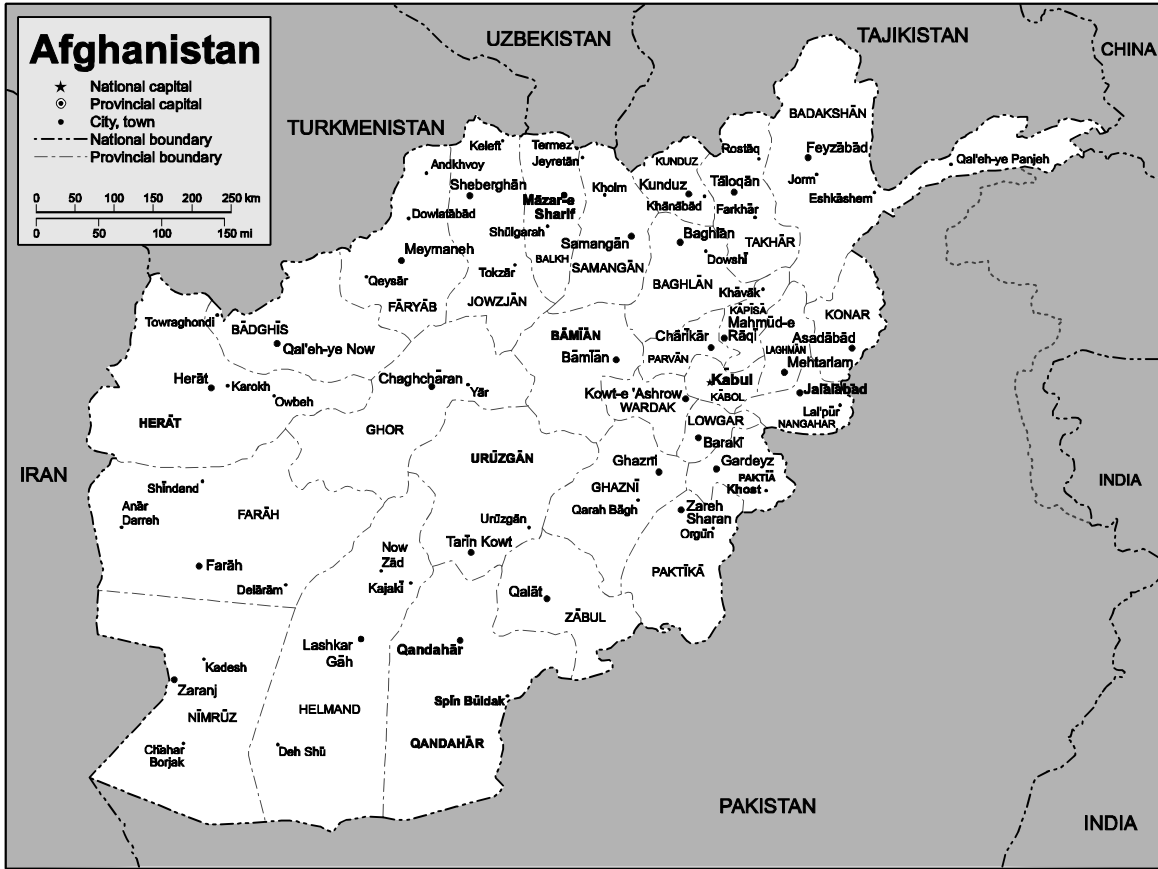 Afghanistan
National capital
Provincial capital
City, town
National boundary
Provincial boundary
0 50 100 150 200 250 km
0 50 100 150 mi
UZBEKISTAN
TAJIKISTAN
CHINA
TURKMENISTAN
IRAN
PAKISTAN
INDIA
INDIA
BADAKSHĀN
Feyzābād
Jorm
Eshkāshem
Qal'eh-ye Panjeh
Keleft
Andkhvoy
Sheberghān
Dowlatābād
Meymaneh
Qeysār
FĀRYĀB
Termez
Jeyretān
Māzar-e
Sharif
Shūlgarah
BALKH
Tokzār
JOWZJĀN
Kholm
Samangān
SAMANGĀN
KUNDUZ
Kunduz
Khānābād
Rostāq
Tāloqān
Farkhār
TAKHĀR
Baghlān
Dowshī
BAGHLĀN
Khāvāk
KĀPĪSĀ
Mahmūd-e
Rāqī
Chārīkār
PARVĀN
KONAR
Asadābād
LAGHMĀN
Mehtarlam
Kabul
KĀBOL
Jalālābād
Lal'pūr
NANGAHAR
Towraghondi
BĀDGHĪS
Qal'eh-ye Now
Herāt
Karokh
Owbeh
HERĀT
Chaghcharān
Yār
GHOR
BĀMĪĀN
Bāmīān
Kowt-e 'Ashrow
WARDAK
LOWGAR
Barakī
URŪZGĀN
Ghaznī
GHAZNĪ
Qarah Bāgh
Gardeyz
PAKTĪĀ
Khost
Zareh
Sharan
Orgūn
PAKTĪKĀ
Shīndand
Anār
Darreh
FARĀH
Farāh
Delārām
Now
Zād
Kajakī
Urūzgān
Tarīn Kowt
Qalāt
ZĀBUL
Lashkar
Gāh
Qandahār
Kadesh
Zaranj
NĪMRŪZ
Chahar
Borjak
HELMAND
Deh Shū
Spīn Būldak
QANDAHĀR